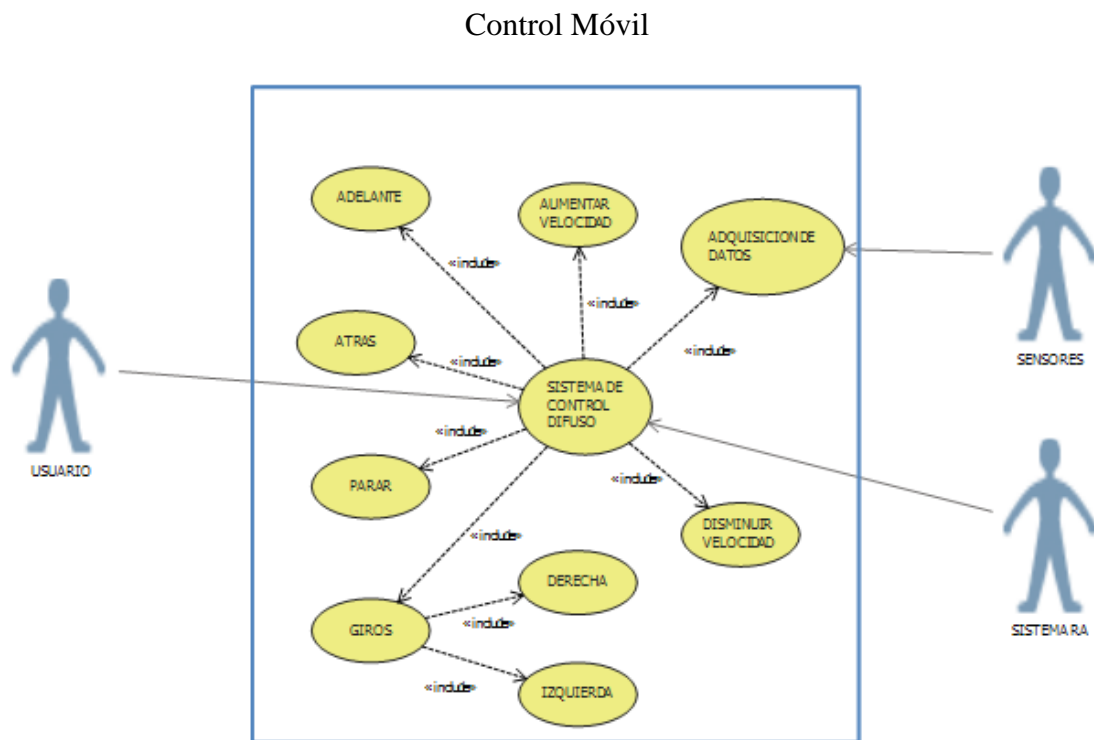 Control Móvil
ADELANTE
AUMENTAR
VELOCIDAD
ADQUISICION DE
DATOS
«include»
«include»
«include»
ATRAS
«include»
SENSORES
SISTEMA DE
CONTROL
DIFUSO
USUARIO
«include»
PARAR
«include»
DISMINUIR
VELOCIDAD
«include»
DERECHA
GIROS
«include»
SISTEMA RA
«include»
IZQUIERDA